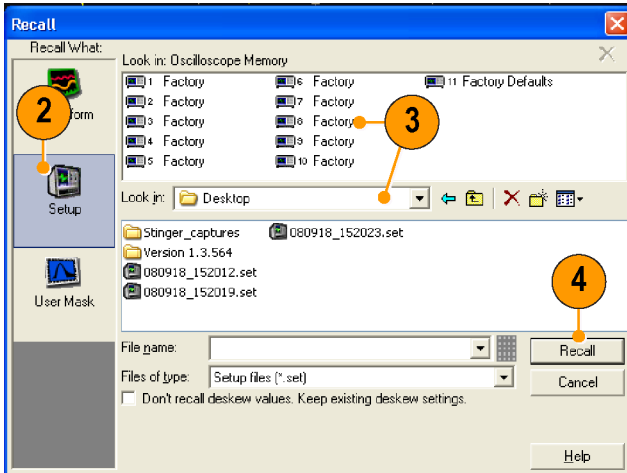 Recall
Recall What:
Look in: Oscilloscope Memory
1 Factory
6 Factory
11 Factory Defaults
2 Factory
7 Factory
3 Factory
8 Factory
4 Factory
9 Factory
5 Factory
10 Factory
2
form
3
Setup
Look in: Desktop
Stinger_captures
080918_152023.set
Version 1.3.564
080918_152012.set
080918_152019.set
User Mask
4
File name:
Recall
Files of type: Setup files (*.set)
Cancel
Don't recall deskew values. Keep existing deskew settings.
Help